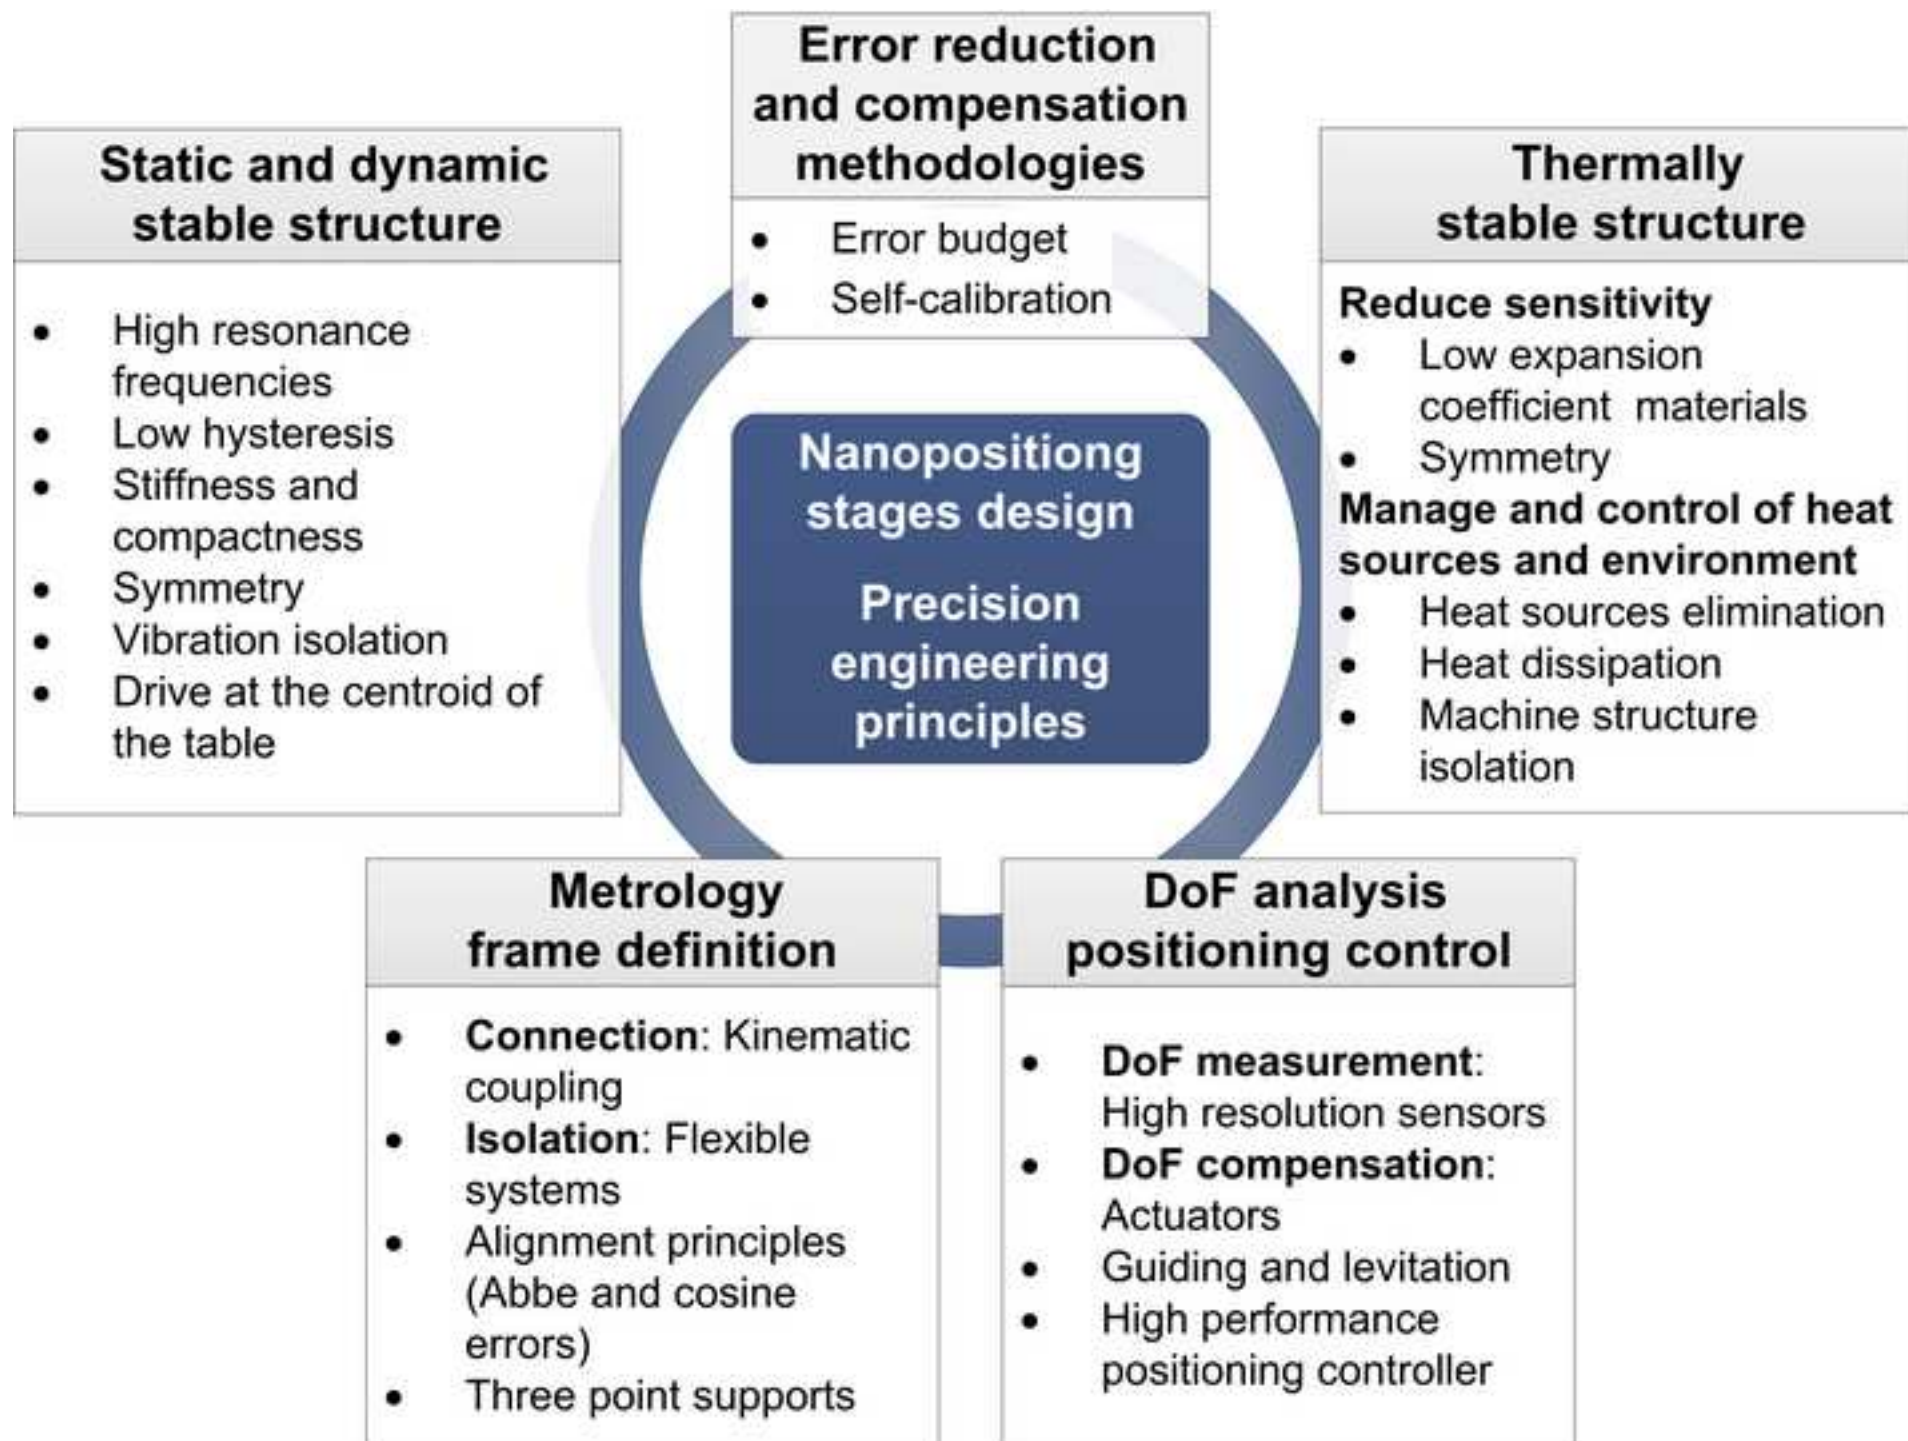 Error reduction
and compensation
methodologies
• Error budget
• Self-calibration
Static and dynamic
stable structure
• High resonance
frequencies
• Low hysteresis
• Stiffness and
compactness
• Symmetry
• Vibration isolation
• Drive at the centroid of
the table
Nanopositiong
stages design
Precision
engineering
principles
Thermally
stable structure
Reduce sensitivity
• Low expansion
coefficient materials
• Symmetry
Manage and control of heat
sources and environment
• Heat sources elimination
• Heat dissipation
• Machine structure
isolation
Metrology
frame definition
• Connection: Kinematic
coupling
• Isolation: Flexible
systems
• Alignment principles
(Abbe and cosine
errors)
• Three point supports
DoF analysis
positioning control
• DoF measurement:
High resolution sensors
• DoF compensation:
Actuators
• Guiding and levitation
• High performance
positioning controller